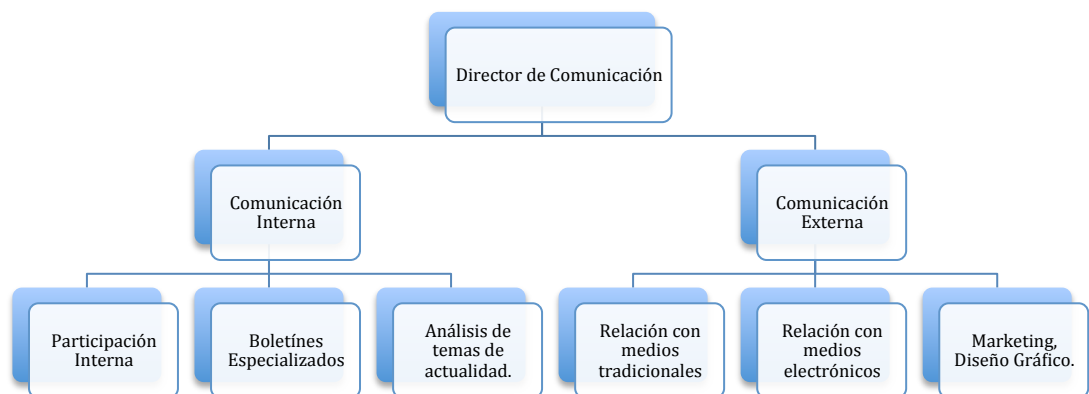 Director de Comunicación
Comunicación
Interna
Comunicación
Externa
Participación
Interna
Boletínes
Especializados
Análisis de
temas de
actualidad.
Relación con
medios
tradicionales
Relación con
medios
electrónicos
Marketing,
Diseño Gráfico.